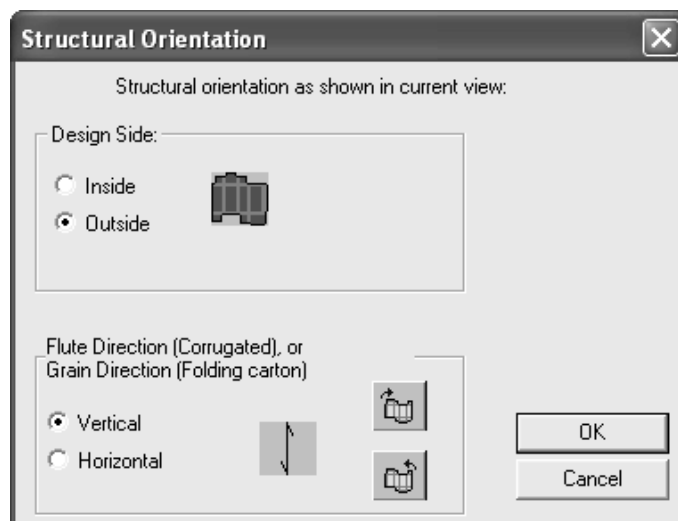 Structural Orientation
Structural orientation as shown in current view:
Design Side:
Inside
Outside
Flute Direction (Corrugated), or
Grain Direction (Folding carton)
Vertical
Horizontal
OK
Cancel